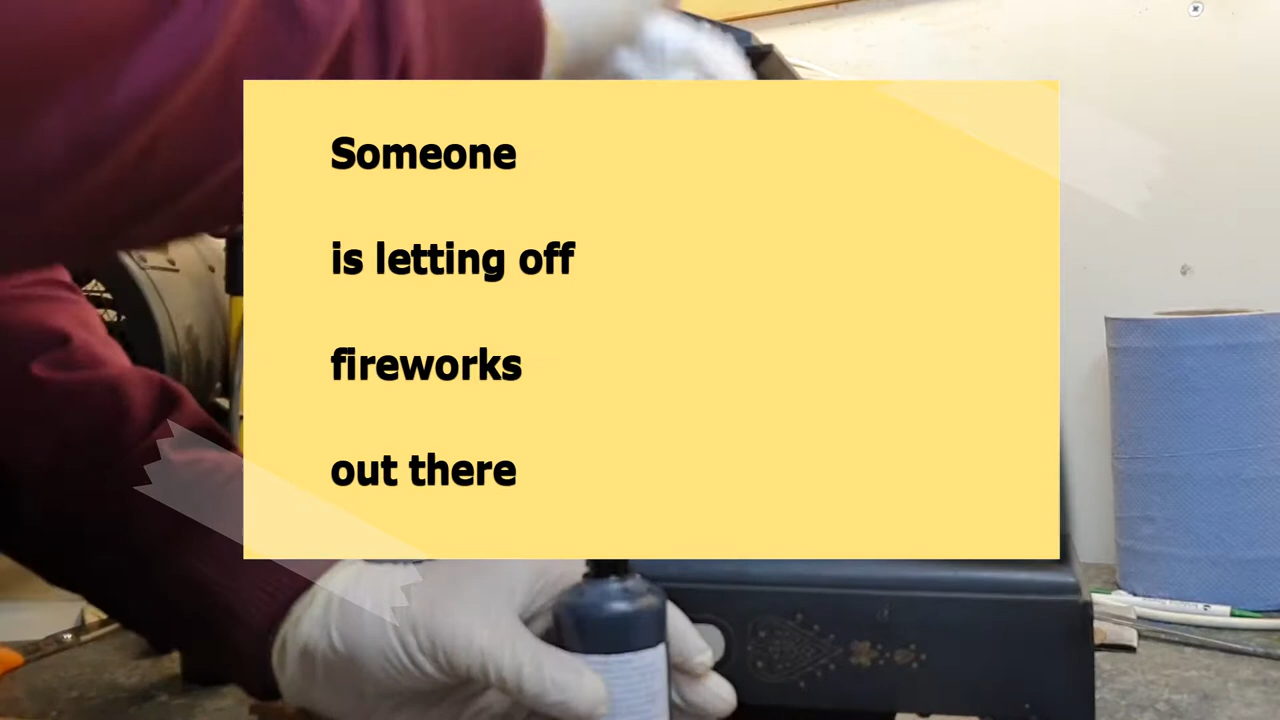 Someone
is letting off
fireworks
out there